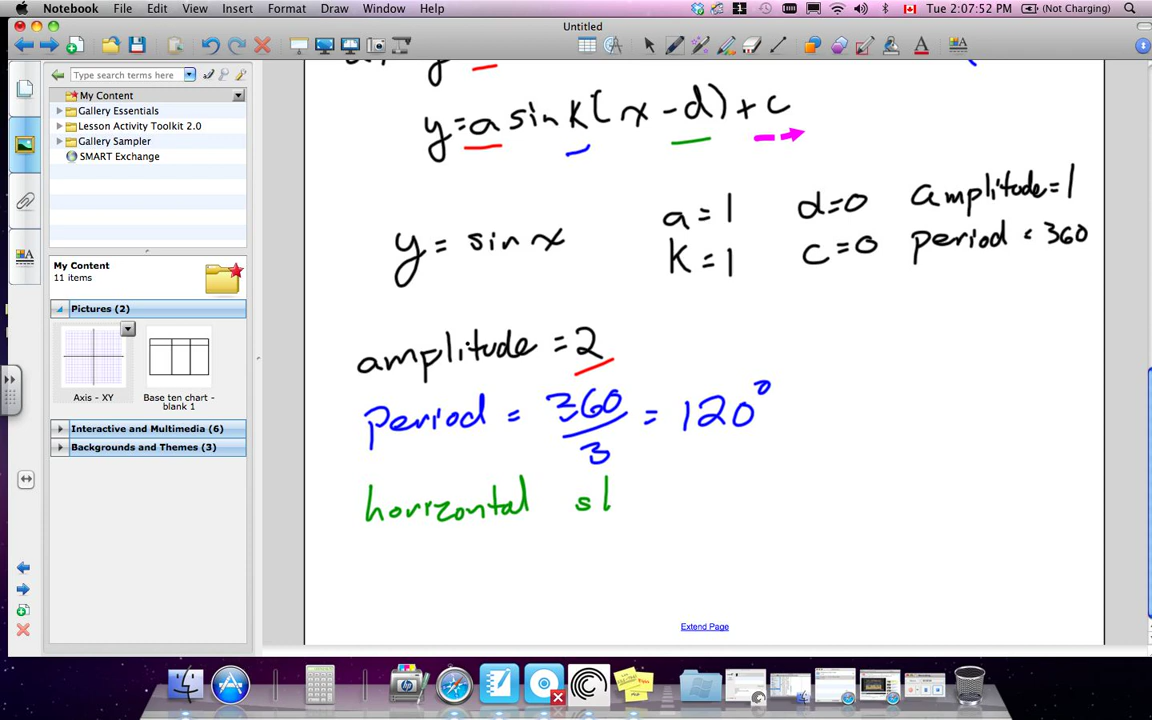 Notebook File Edit View Insert Format Draw Window Help
1 Tue 2:07:52 PM (Not Charging)
Untitled
Type search terms here
My Content
Gallery Essentials
Lesson Activity Toolkit 2.0
Gallery Sampler
SMART Exchange
My Content
11 items
Pictures (2)
Axis - XY
Base ten chart - blank 1
Interactive and Multimedia (6)
Backgrounds and Themes (3)
y
y=a sin k(x-d)+c
y = sin x
a = 1 d=0 amplitude=1
k = 1 c=0 period = 360
amplitude = 2
period = 360/3 = 120°
horizontal
Extend Page